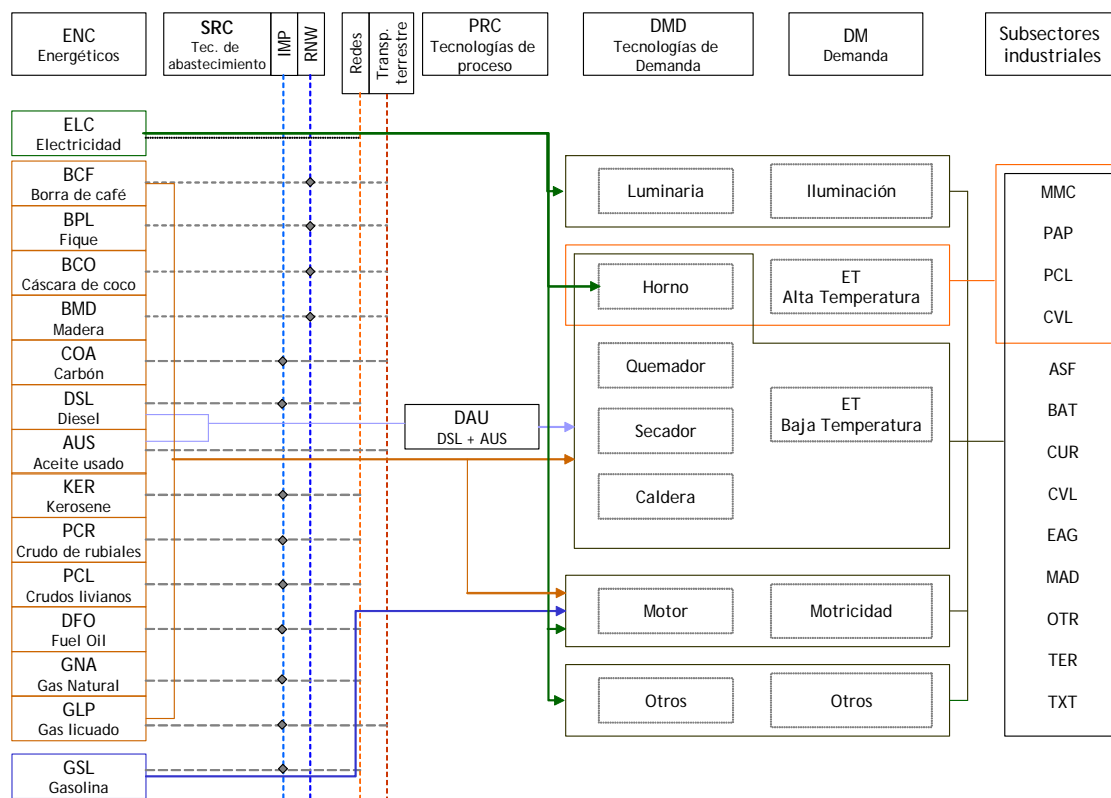 ENC
Energéticos
SRC
Tec. de
abastecimiento
IMP
RNW
Redes
Transp.
terrestre
PRC
Tecnologías de
proceso
DMD
Tecnologías de
Demanda
DM
Demanda
Subsectores
industriales
ELC
Electricidad
BCF
Borra de café
BPL
Fique
BCO
Cáscara de coco
BMD
Madera
COA
Carbón
DSL
Diesel
AUS
Aceite usado
KER
Kerosene
PCR
Crudo de rubiales
PCL
Crudos livianos
DFO
Fuel Oil
GNA
Gas Natural
GLP
Gas licuado
GSL
Gasolina
DAU
DSL + AUS
Luminaria
Iluminación
Horno
ET
Alta Temperatura
Quemador
Secador
Caldera
ET
Baja Temperatura
Motor
Motricidad
Otros
Otros
MMC
PAP
PCL
CVL
ASF
BAT
CUR
CVL
EAG
MAD
OTR
TER
TXT